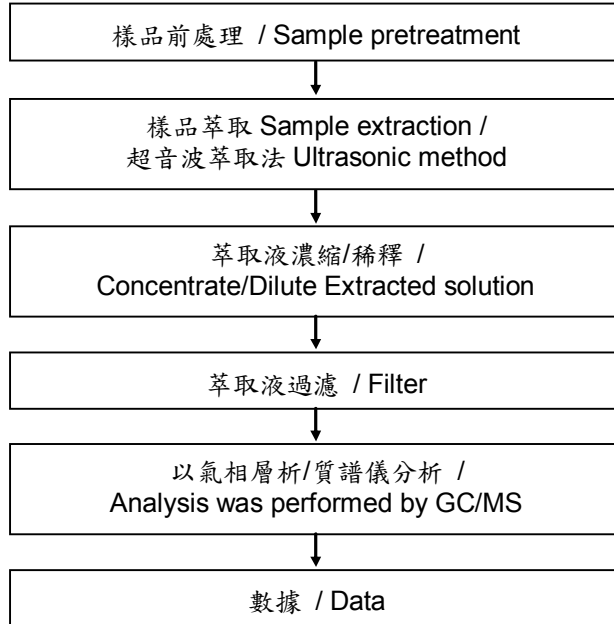 樣品前處理 / Sample pretreatment
樣品萃取 Sample extraction /
超音波萃取法 Ultrasonic method
萃取液濃縮/稀釋 /
Concentrate/Dilute Extracted solution
萃取液過濾 / Filter
以氣相層析/質譜儀分析 /
Analysis was performed by GC/MS
數據 / Data